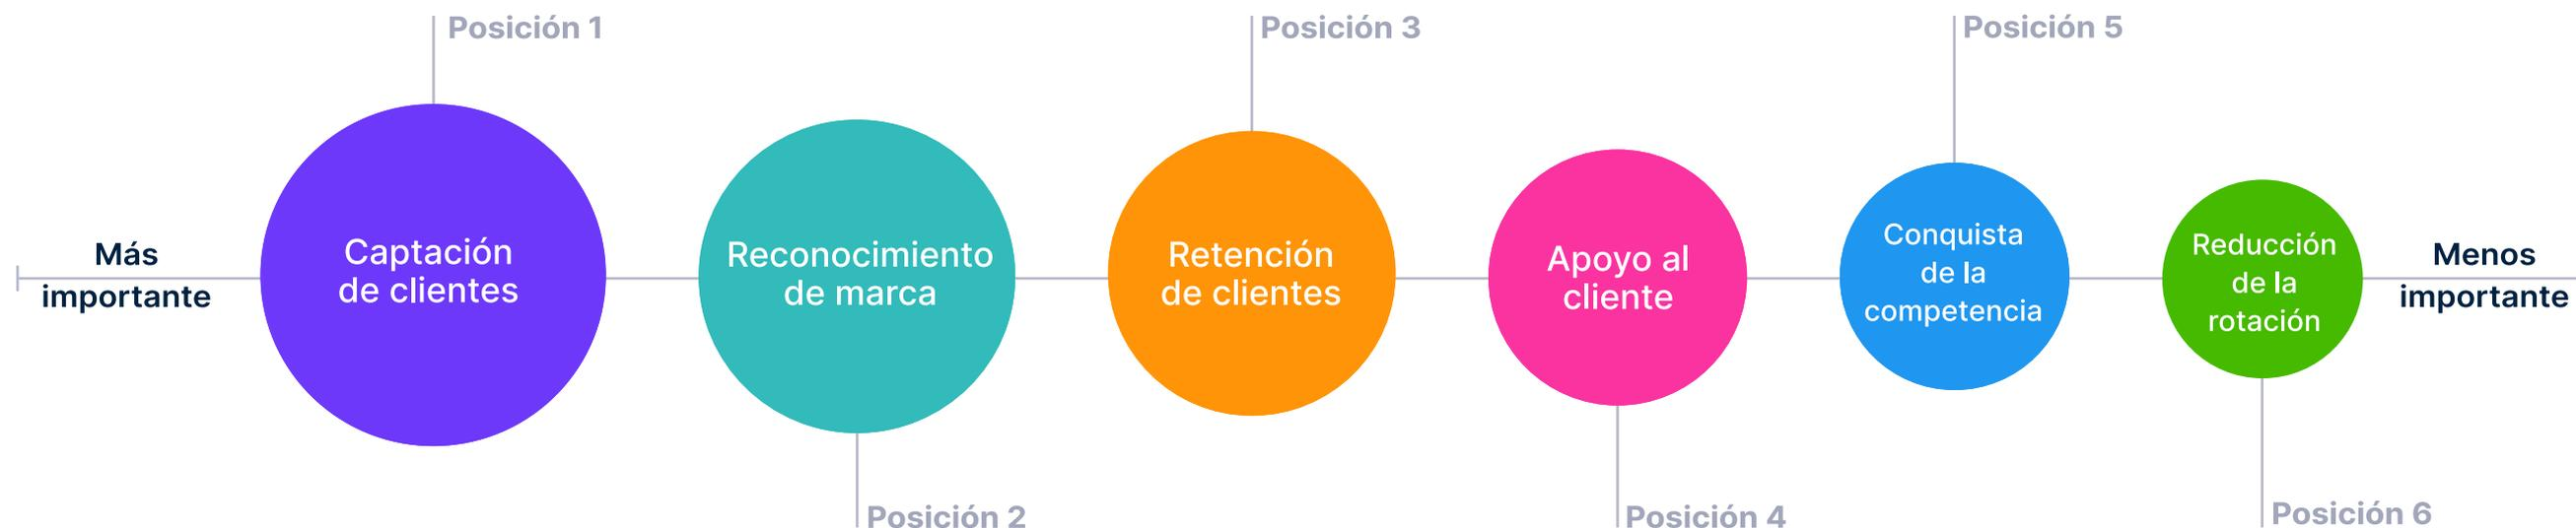 Posición 1
Posición 3
Posición 5
Más
importante
Captación
de clientes
Reconocimiento
de marca
Retención
de clientes
Apoyo al
cliente
Conquista
de la
competencia
Reducción
de la
rotación
Menos
importante
Posición 2
Posición 4
Posición 6